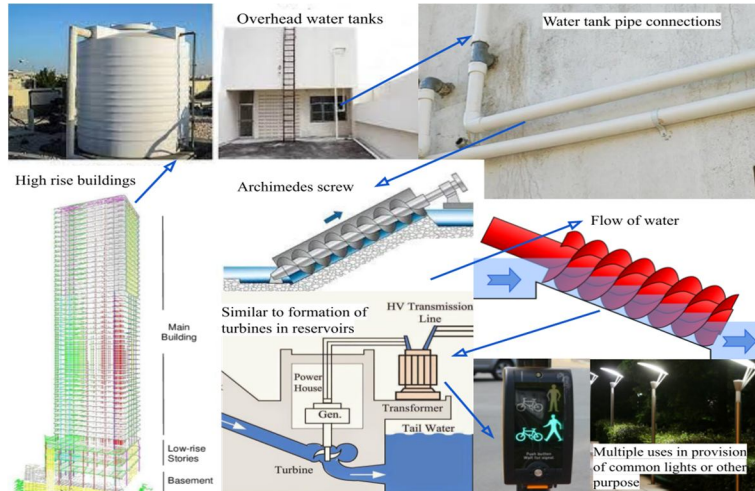 Overhead water tanks
Water tank pipe connections
High rise buildings
Archimedes screw
Flow of water
Main
Building
Low-rise
Stories
Basement
Similar to formation of
turbines in reservoirs
HV Transmission
Line
Power
House
Gen.
Transformer
Tail Water
Turbine
Multiple uses in provision
of common lights or other
purpose